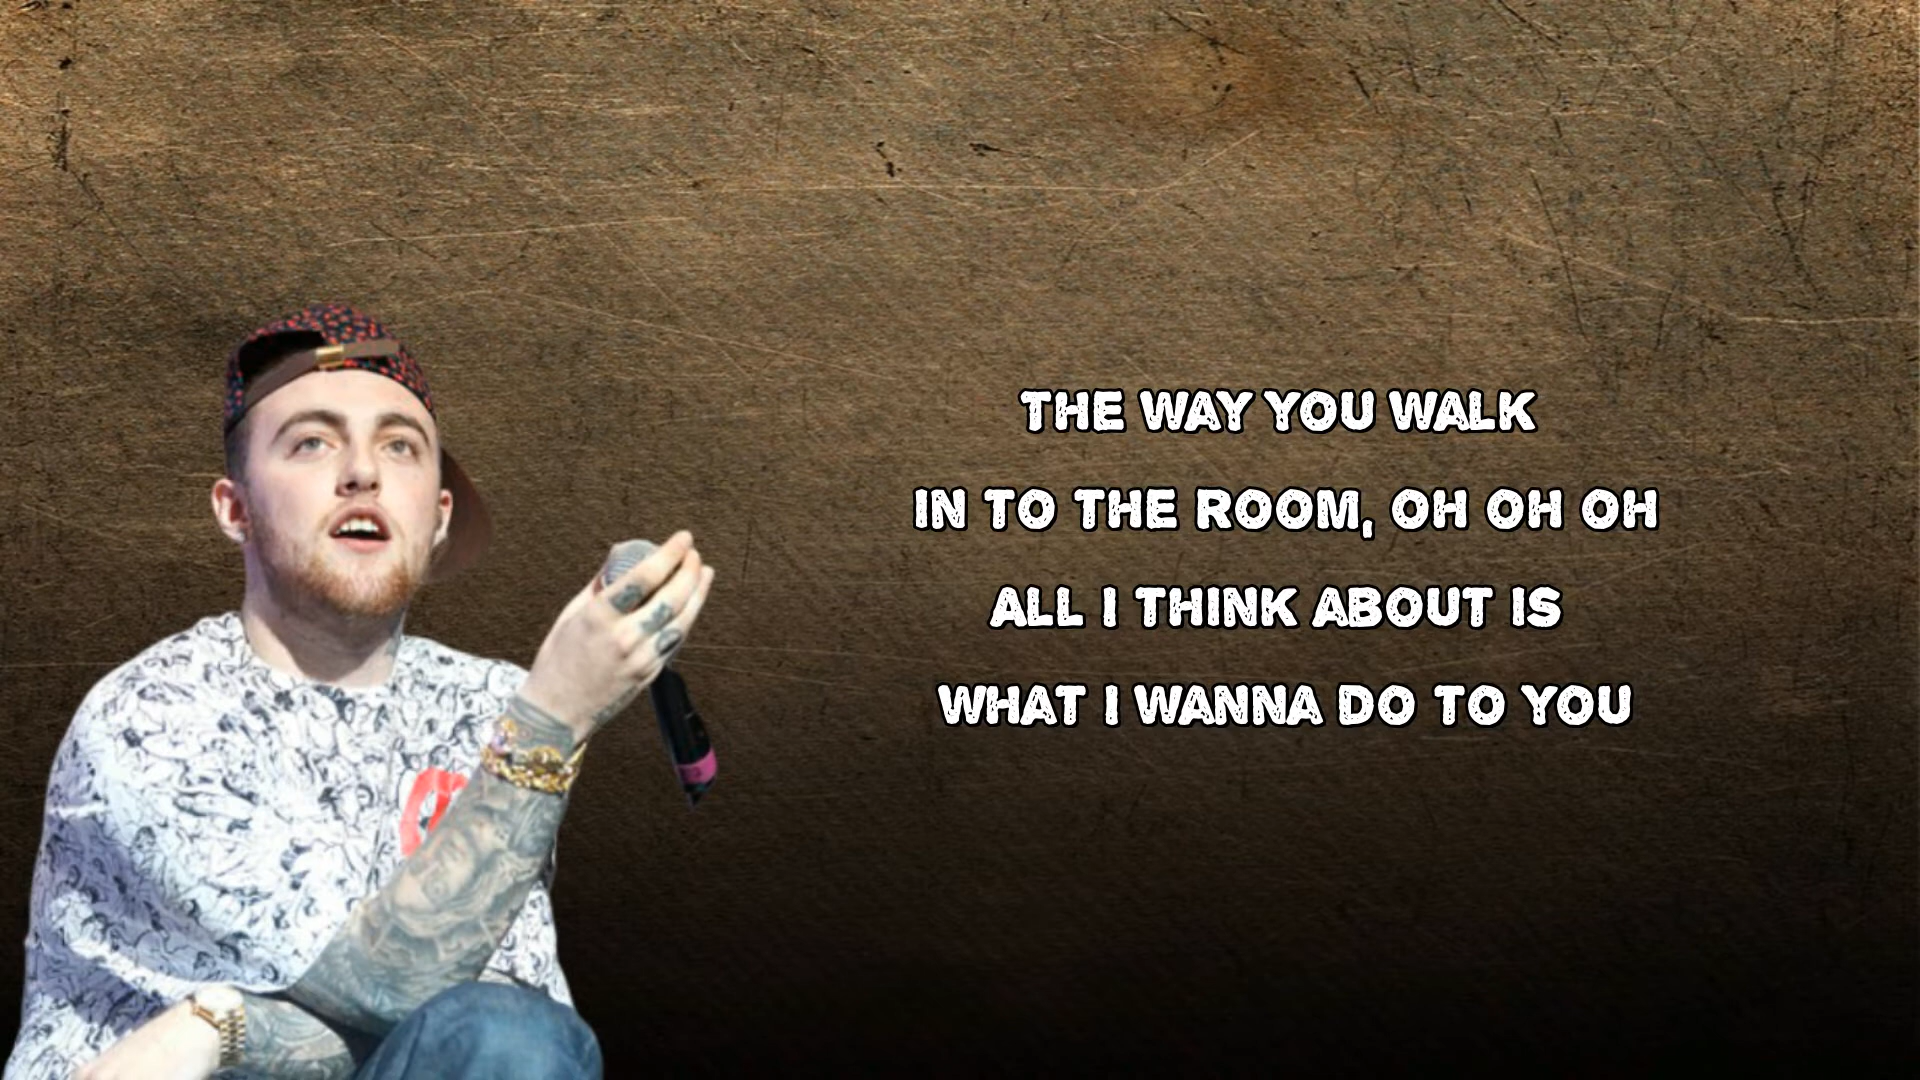 THE WAY YOU WALK
IN TO THE ROOM, OH OH OH
ALL I THINK ABOUT IS
WHAT I WANNA DO TO YOU